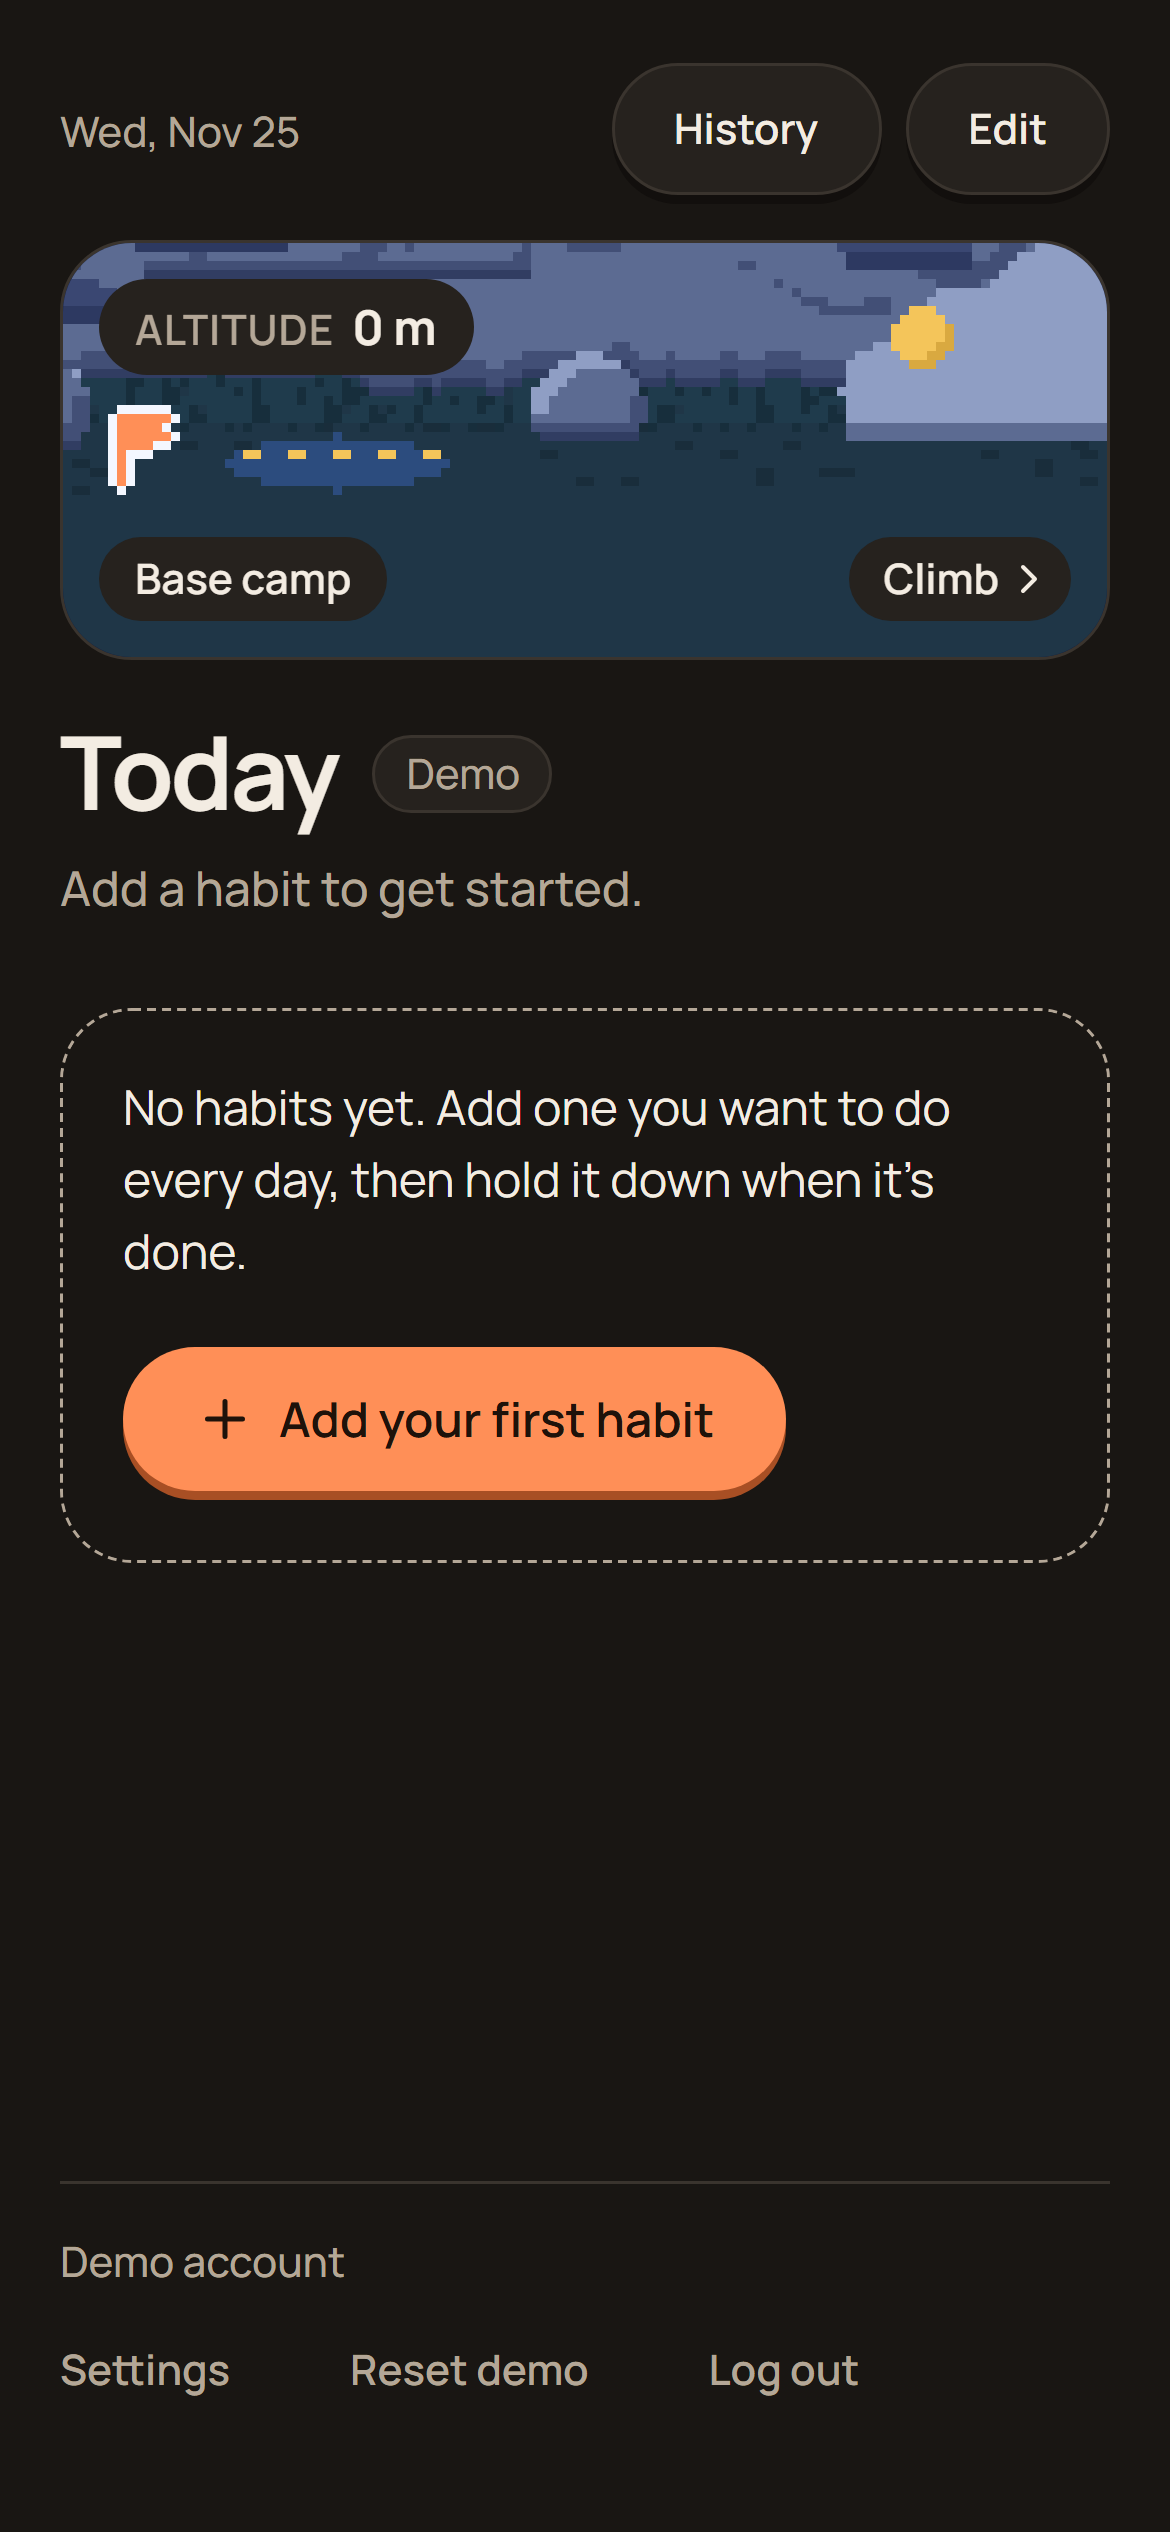 Wed, Nov 25
History
Edit
ALTITUDE 0 m
Base camp
Climb
Today
Demo
Add a habit to get started.
No habits yet. Add one you want to do
every day, then hold it down when it’s
done.
Add your first habit
Demo account
Settings
Reset demo
Log out